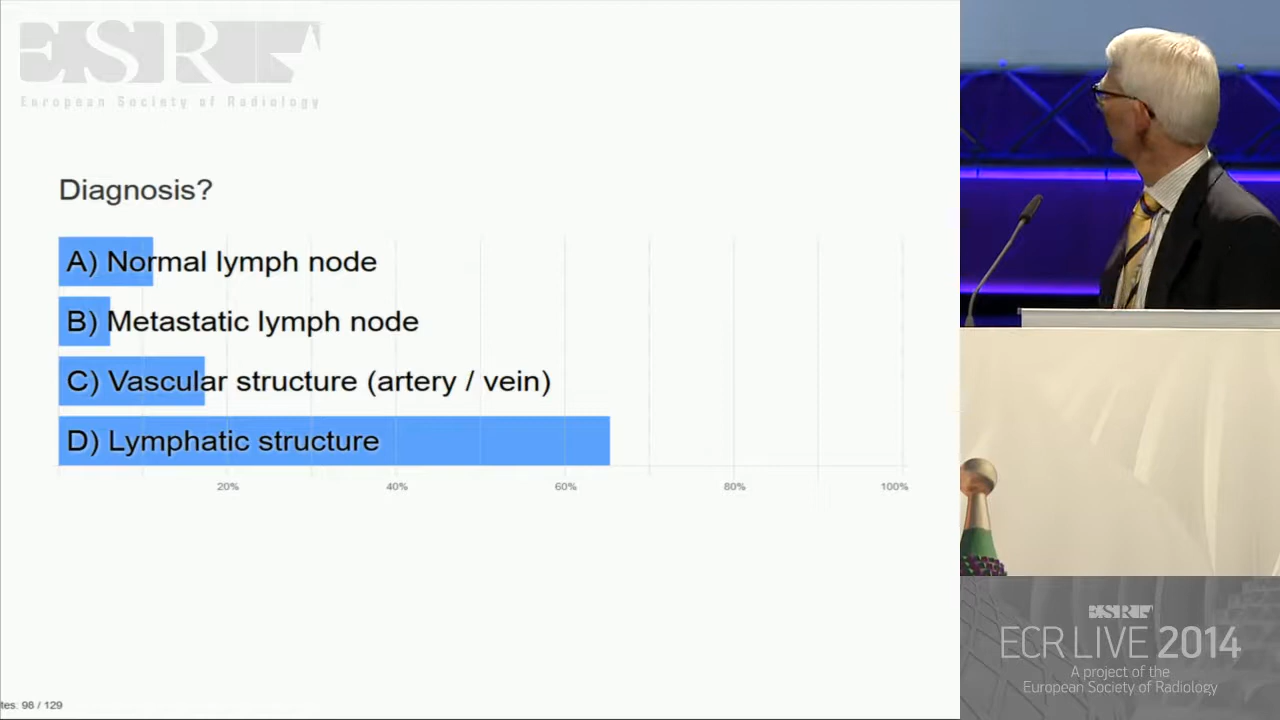 ESR
European Society of Radiology
Diagnosis?
A) Normal lymph node
B) Metastatic lymph node
C) Vascular structure (artery / vein)
D) Lymphatic structure
20% 40% 60% 80% 100%
tes: 98 / 129
ESR
ECR LIVE 2014
A project of the
European Society of Radiology